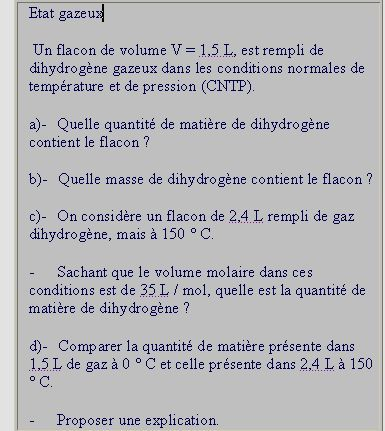 Etat gazeux
Un flacon de volume V = 1,5 L, est rempli de
dihydrogène gazeux dans les conditions normales de
température et de pression (CNTP).
a)- Quelle quantité de matière de dihydrogène
contient le flacon ?
b)- Quelle masse de dihydrogène contient le flacon ?
c)- On considère un flacon de 2,4 L rempli de gaz
dihydrogène, mais à 150 ° C.
- Sachant que le volume molaire dans ces
conditions est de 35 L / mol, quelle est la quantité de
matière de dihydrogène ?
d)- Comparer la quantité de matière présente dans
1,5 L de gaz à 0 ° C et celle présente dans 2,4 L à 150
° C.
- Proposer une explication.